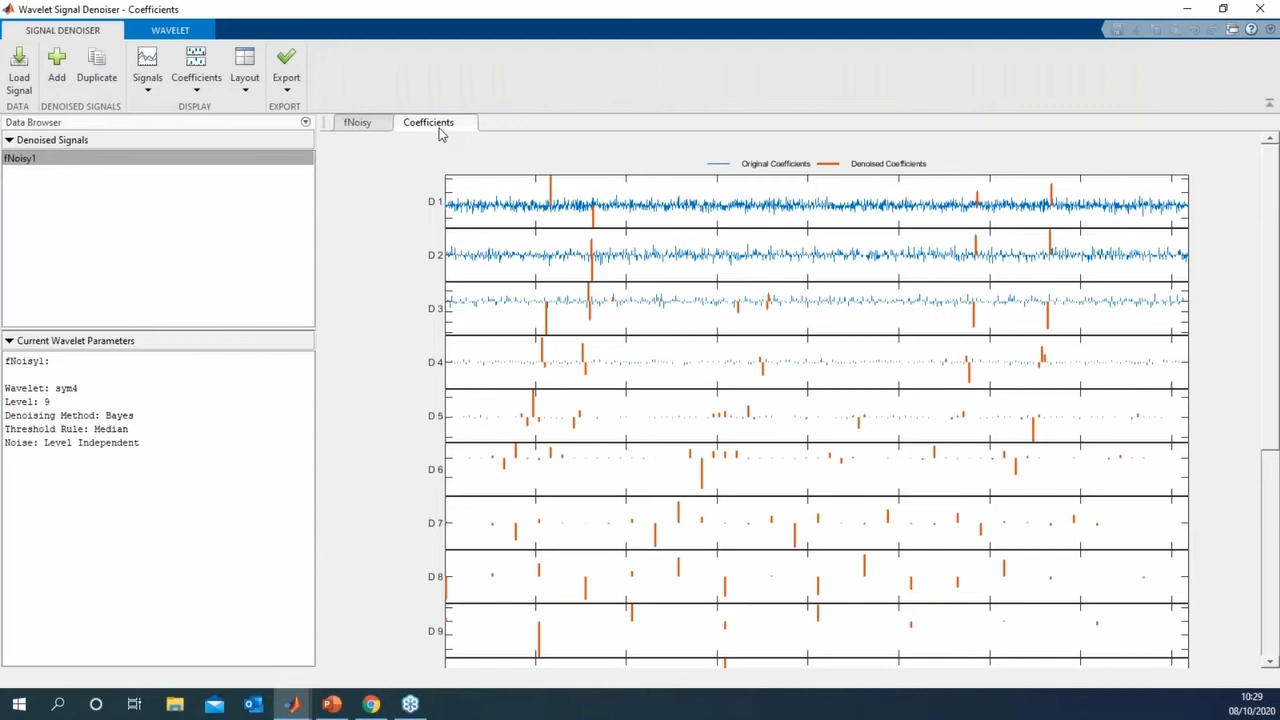 Wavelet Signal Denoiser - Coefficients
SIGNAL DENOISER
WAVELET
Load
Signal
Add
Duplicate
Signals
Coefficients
Layout
Export
DATA
DENOISED SIGNALS
DISPLAY
EXPORT
Data Browser
fNoisy
Coefficients
Denoised Signals
fNoisy1
Original Coefficients
Denoised Coefficients
D 1
D 2
D 3
D 4
D 5
D 6
D 7
D 8
D 9
Current Wavelet Parameters
fNoisy1:
Wavelet: sym4
Level: 9
Denoising Method: Bayes
Threshold Rule: Median
Noise: Level Independent
10:29
08/10/2020